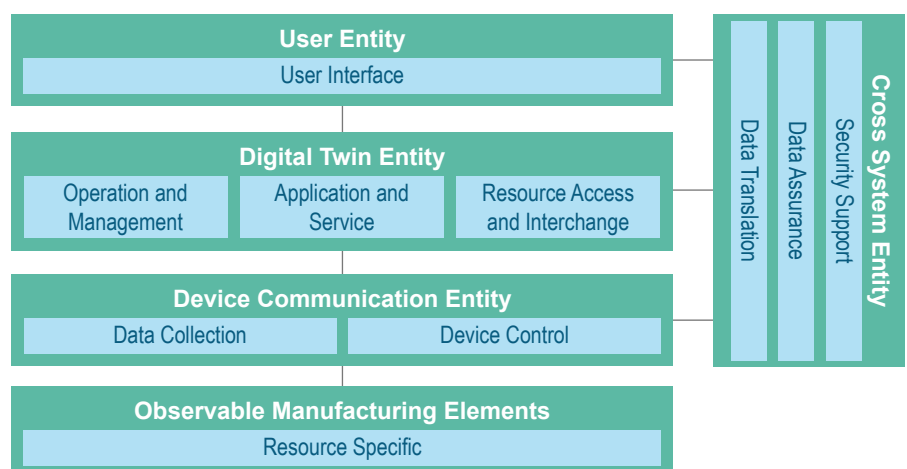 User Entity
User Interface
Digital Twin Entity
Operation and
Management
Application and
Service
Resource Access
and Interchange
Device Communication Entity
Data Collection
Device Control
Observable Manufacturing Elements
Resource Specific
Cross System Entity
Security Support
Data Assurance
Data Translation